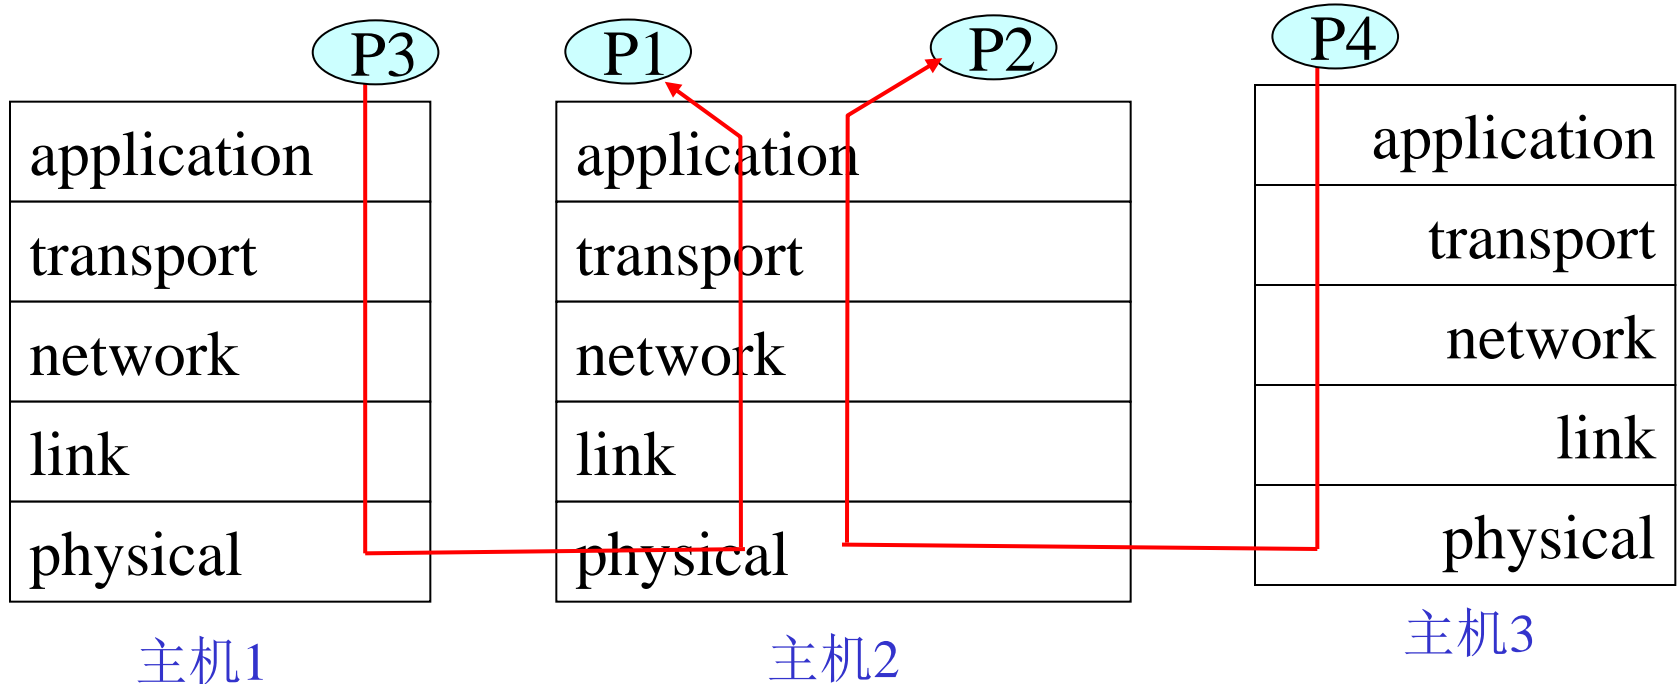 P3
P1
P2
P4
application
transport
network
link
physical
主机1
application
transport
network
link
physical
主机2
application
transport
network
link
physical
主机3